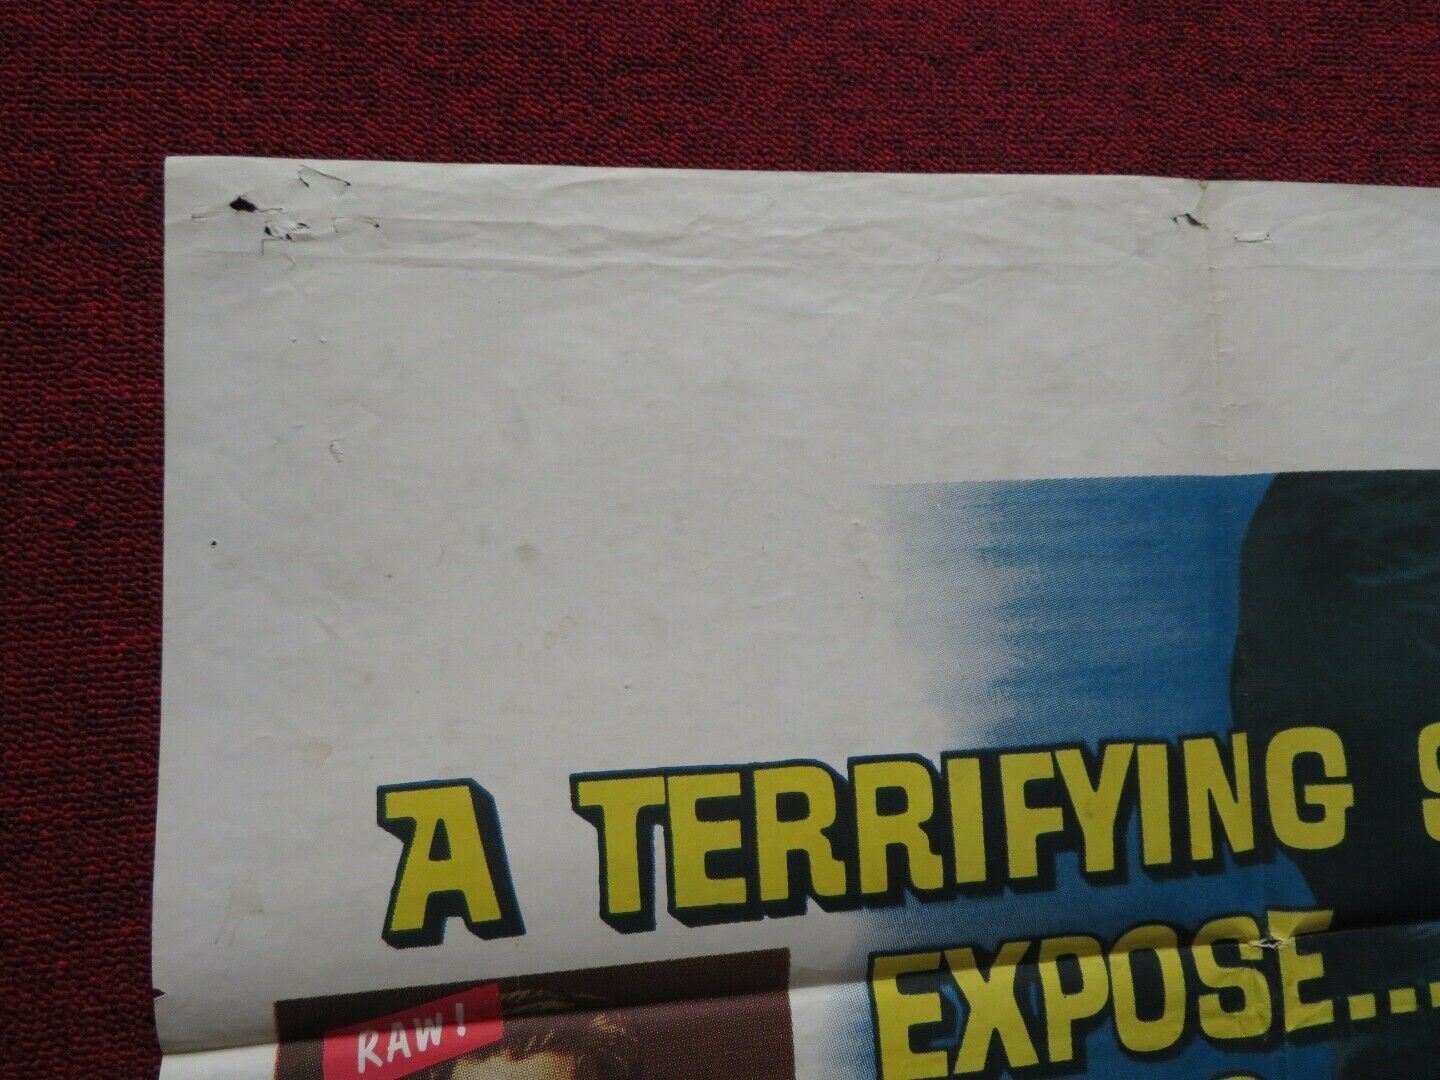 A TERRIFYING
EXPOSE...
RAW!